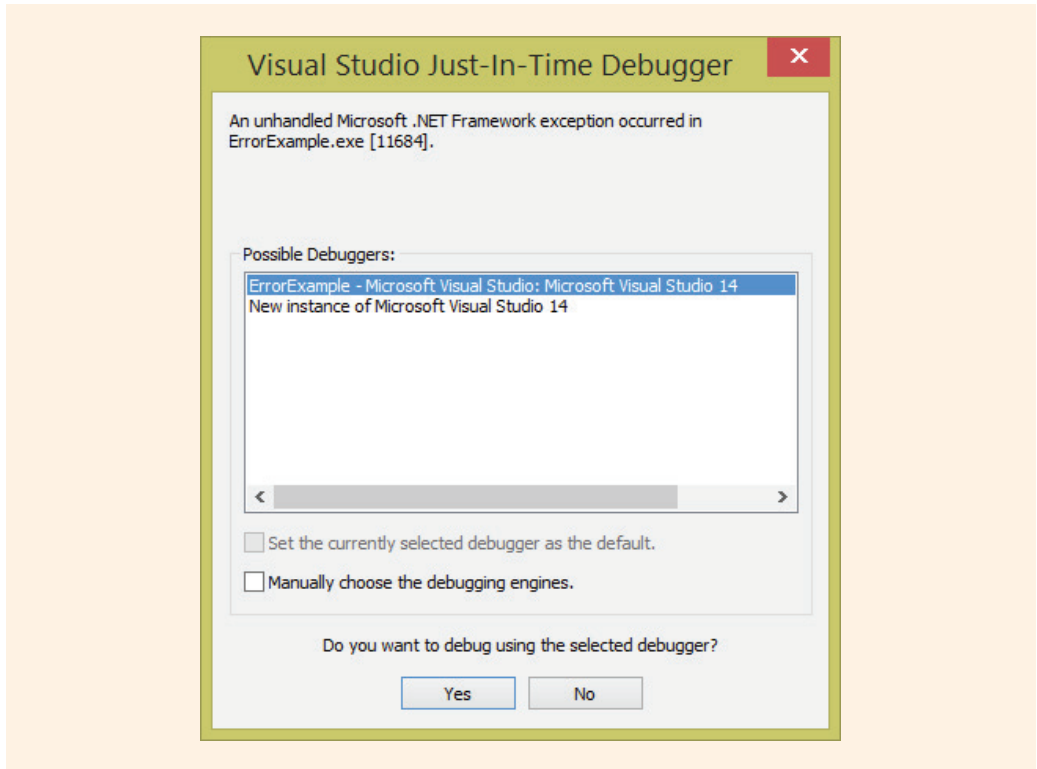 Visual Studio Just-In-Time Debugger
An unhandled Microsoft .NET Framework exception occurred in
ErrorExample.exe [11684].
Possible Debuggers:
ErrorExample - Microsoft Visual Studio: Microsoft Visual Studio 14
New instance of Microsoft Visual Studio 14
Set the currently selected debugger as the default.
Manually choose the debugging engines.
Do you want to debug using the selected debugger?
Yes
No